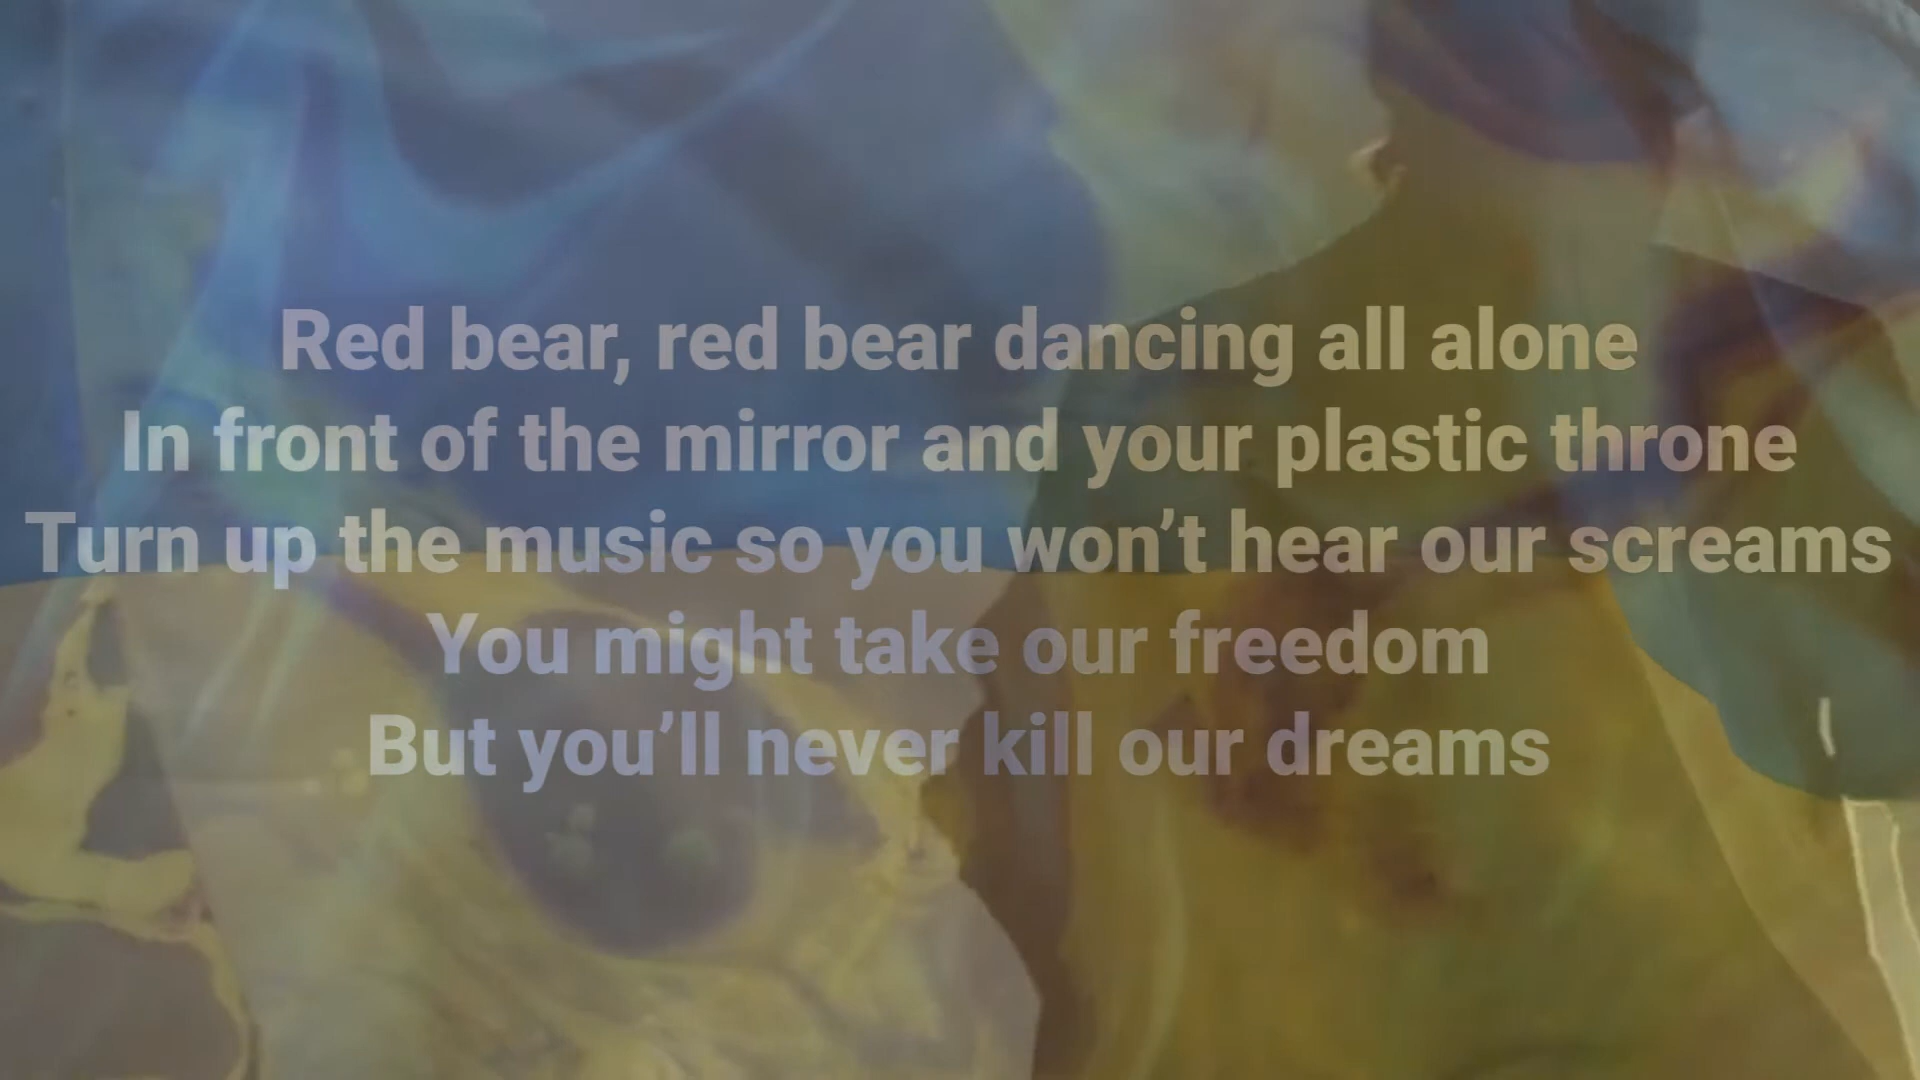 Red bear, red bear dancing all alone
In front of the mirror and your plastic throne
Turn up the music so you won’t hear our screams
You might take our freedom
But you’ll never kill our dreams